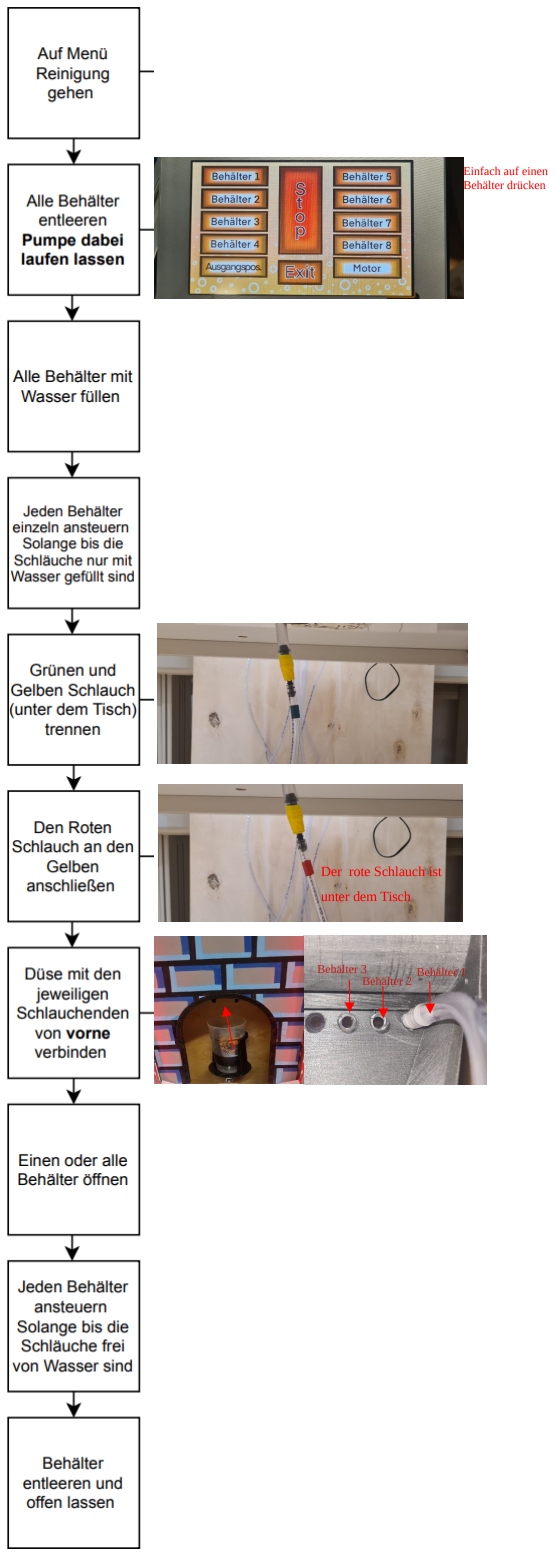 Auf Menü
Reinigung
gehen
Alle Behälter
entleeren
Pumpe dabei
laufen lassen
Behälter 1
Behälter 2
Behälter 3
Behälter 4
Ausgangspos.
Stop
Exit
Behälter 5
Behälter 6
Behälter 7
Behälter 8
Motor
Einfach auf einen
Behälter drücken
Alle Behälter mit
Wasser füllen
Jeden Behälter
einzeln ansteuern
Solange bis die
Schläuche nur mit
Wasser gefüllt sind
Grünen und
Gelben Schlauch
(unter dem Tisch)
trennen
Den Roten
Schlauch an den
Gelben
anschließen
Der rote Schlauch ist
unter dem Tisch
Düse mit den
jeweiligen
Schlauchenden
von vorne
verbinden
Behälter 3
Behälter 2
Behälter 1
Einen oder alle
Behälter öffnen
Jeden Behälter
ansteuern
Solange bis die
Schläuche frei
von Wasser sind
Behälter
entleeren und
offen lassen